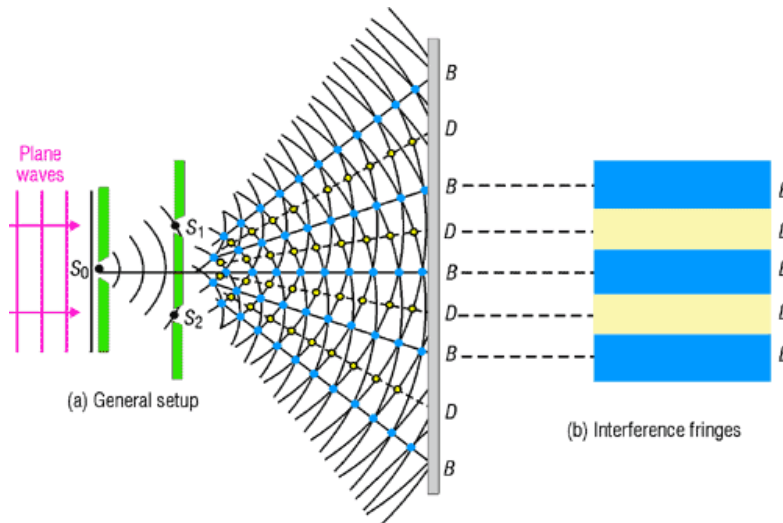 Plane
waves
S0
S1
S2
B
D
B
D
B
D
B
D
B
(a) General setup
(b) Interference fringes